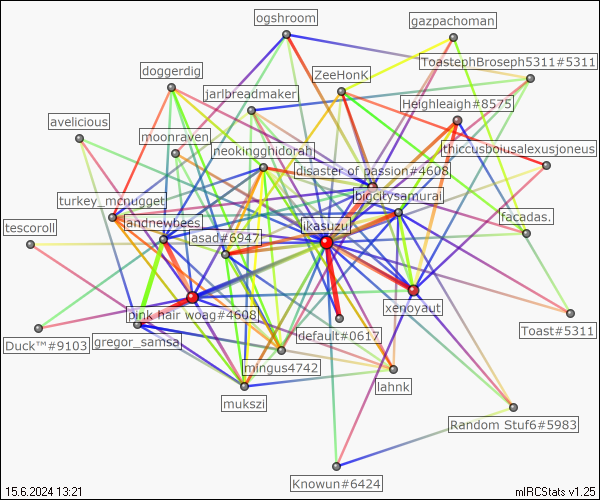 ogshroom
gazpachoman
ToastephBroseph5311#5311
doggerdig
ZeeHonK
jarlbreadmaker
Heighleaigh#8575
avelicious
moonraven.
thiccusboiusalexusjoneus
neokingghidorah
disaster of passion#4608
turkey_mcnugget
bigcitysamurai
facadas.
landnewbees
ikasuzu
tescoroll
asad#6947
pink hair woag#4608
xenoyaut
default#0617
Toast#5311
Duck™#9103
gregor_samsa
mingus4742
lahnk
mukszi
Random Stuf6#5983
Knowun#6424
15.6.2024 13:21
mIRCStats v1.25